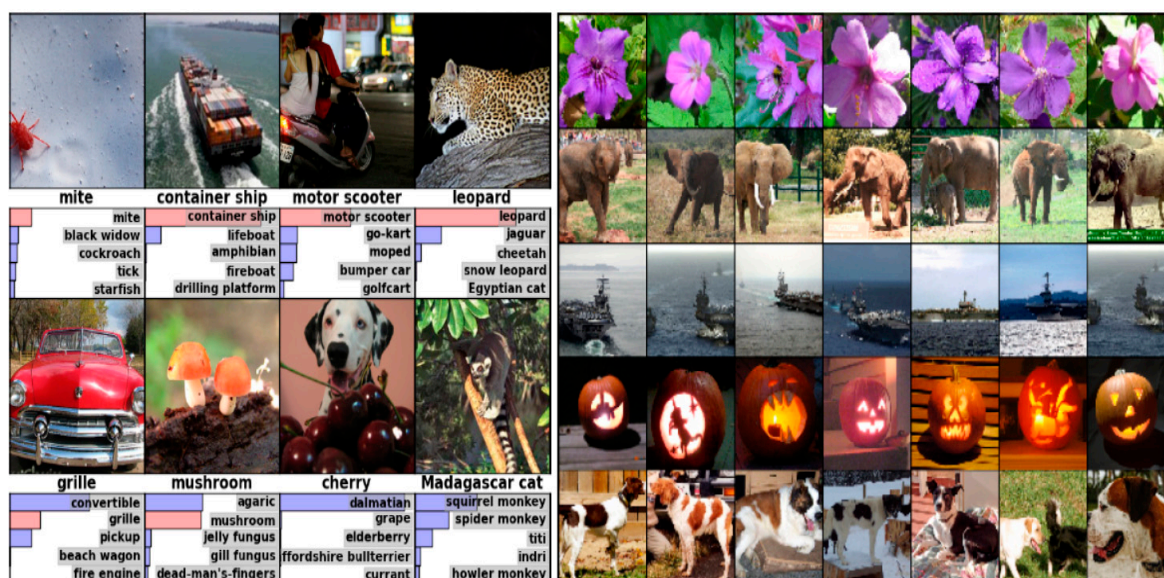 mite
container ship
motor scooter
leopard
mite
black widow
cockroach
tick
starfish
container ship
lifeboat
amphibian
fireboat
drilling platform
motor scooter
go-kart
moped
bumper car
golfcart
leopard
jaguar
cheetah
snow leopard
Egyptian cat
grille
mushroom
cherry
Madagascar cat
convertible
grille
pickup
beach wagon
fire engine
agaric
mushroom
jelly fungus
gill fungus
dead-man's-fingers
dalmatian
grape
elderberry
ffordshire bullterrier
currant
squirrel monkey
spider monkey
titi
indri
howler monkey